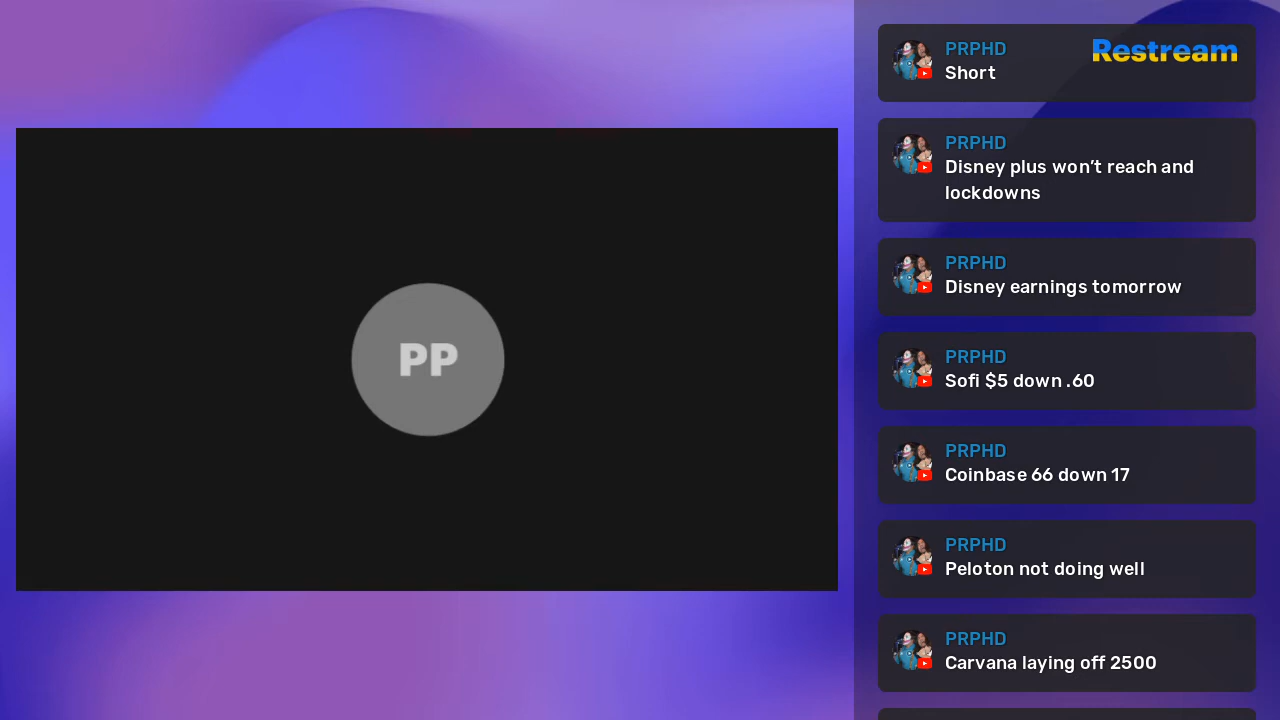 PP
PRPHD
Restream
Short
PRPHD
Disney plus won’t reach and
lockdowns
PRPHD
Disney earnings tomorrow
PRPHD
Sofi $5 down .60
PRPHD
Coinbase 66 down 17
PRPHD
Peloton not doing well
PRPHD
Carvana laying off 2500